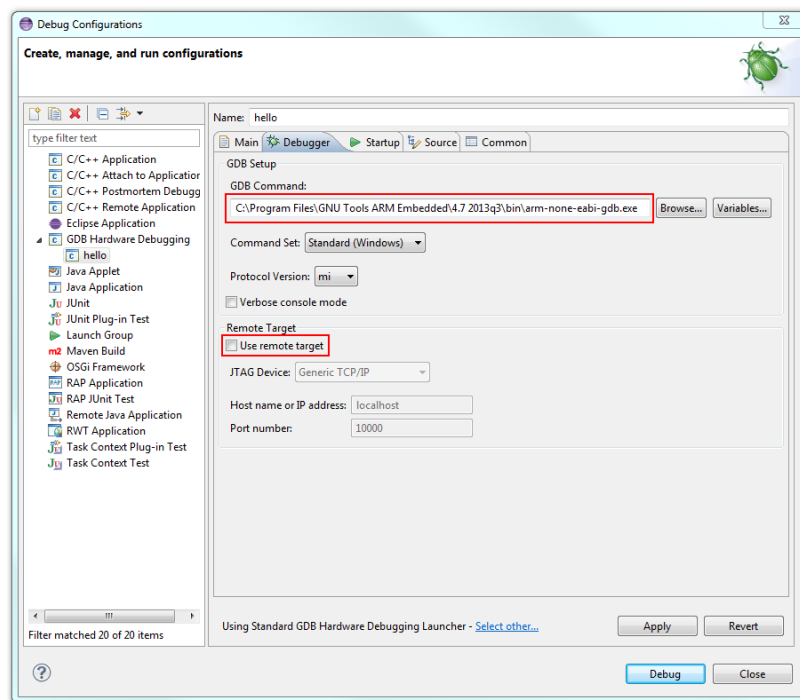 Debug Configurations
Create, manage, and run configurations
type filter text
C/C++ Application
C/C++ Attach to Application
C/C++ Postmortem Debugg
C/C++ Remote Application
Eclipse Application
GDB Hardware Debugging
hello
Java Applet
Java Application
JUnit
JUnit Plug-in Test
Launch Group
Maven Build
OSGi Framework
RAP Application
RAP JUnit Test
Remote Java Application
RWT Application
Task Context Plug-in Test
Task Context Test
Filter matched 20 of 20 items
Name: hello
Main Debugger Startup Source Common
GDB Setup
GDB Command:
C:\Program Files\GNU Tools ARM Embedded\4.7 2013q3\bin\arm-none-eabi-gdb.exe Browse... Variables...
Command Set: Standard (Windows)
Protocol Version: mi
Verbose console mode
Remote Target
Use remote target
JTAG Device: Generic TCP/IP
Host name or IP address: localhost
Port number: 10000
Using Standard GDB Hardware Debugging Launcher - Select other...
Apply Revert
Debug Close